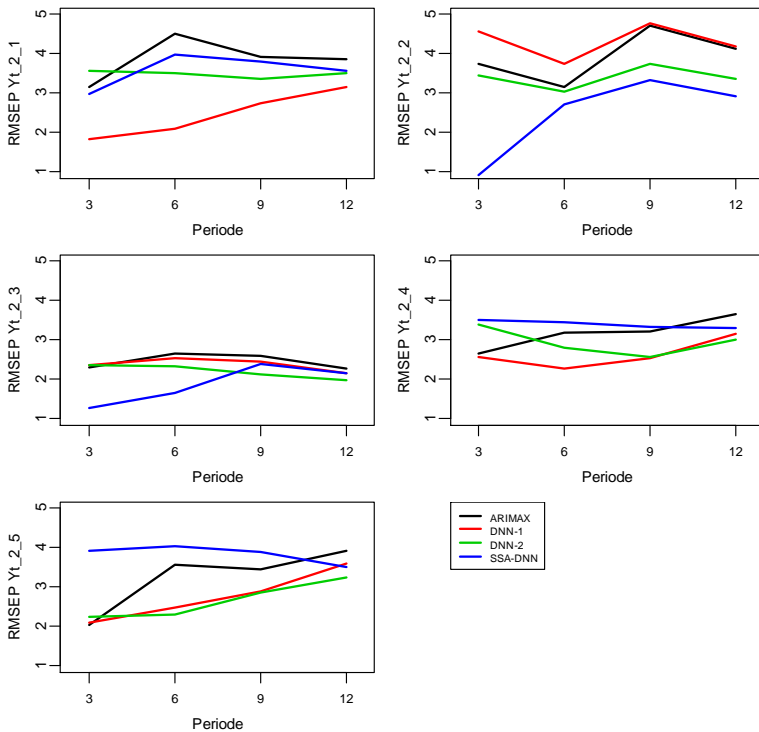 RMSEP Yt_2_1
5
4
3
2
1
3 6 9 12
Periode
RMSEP Yt_2_2
5
4
3
2
1
3 6 9 12
Periode
RMSEP Yt_2_3
5
4
3
2
1
3 6 9 12
Periode
RMSEP Yt_2_4
5
4
3
2
1
3 6 9 12
Periode
RMSEP Yt_2_5
5
4
3
2
1
3 6 9 12
Periode
ARIMAX
DNN-1
DNN-2
SSA-DNN